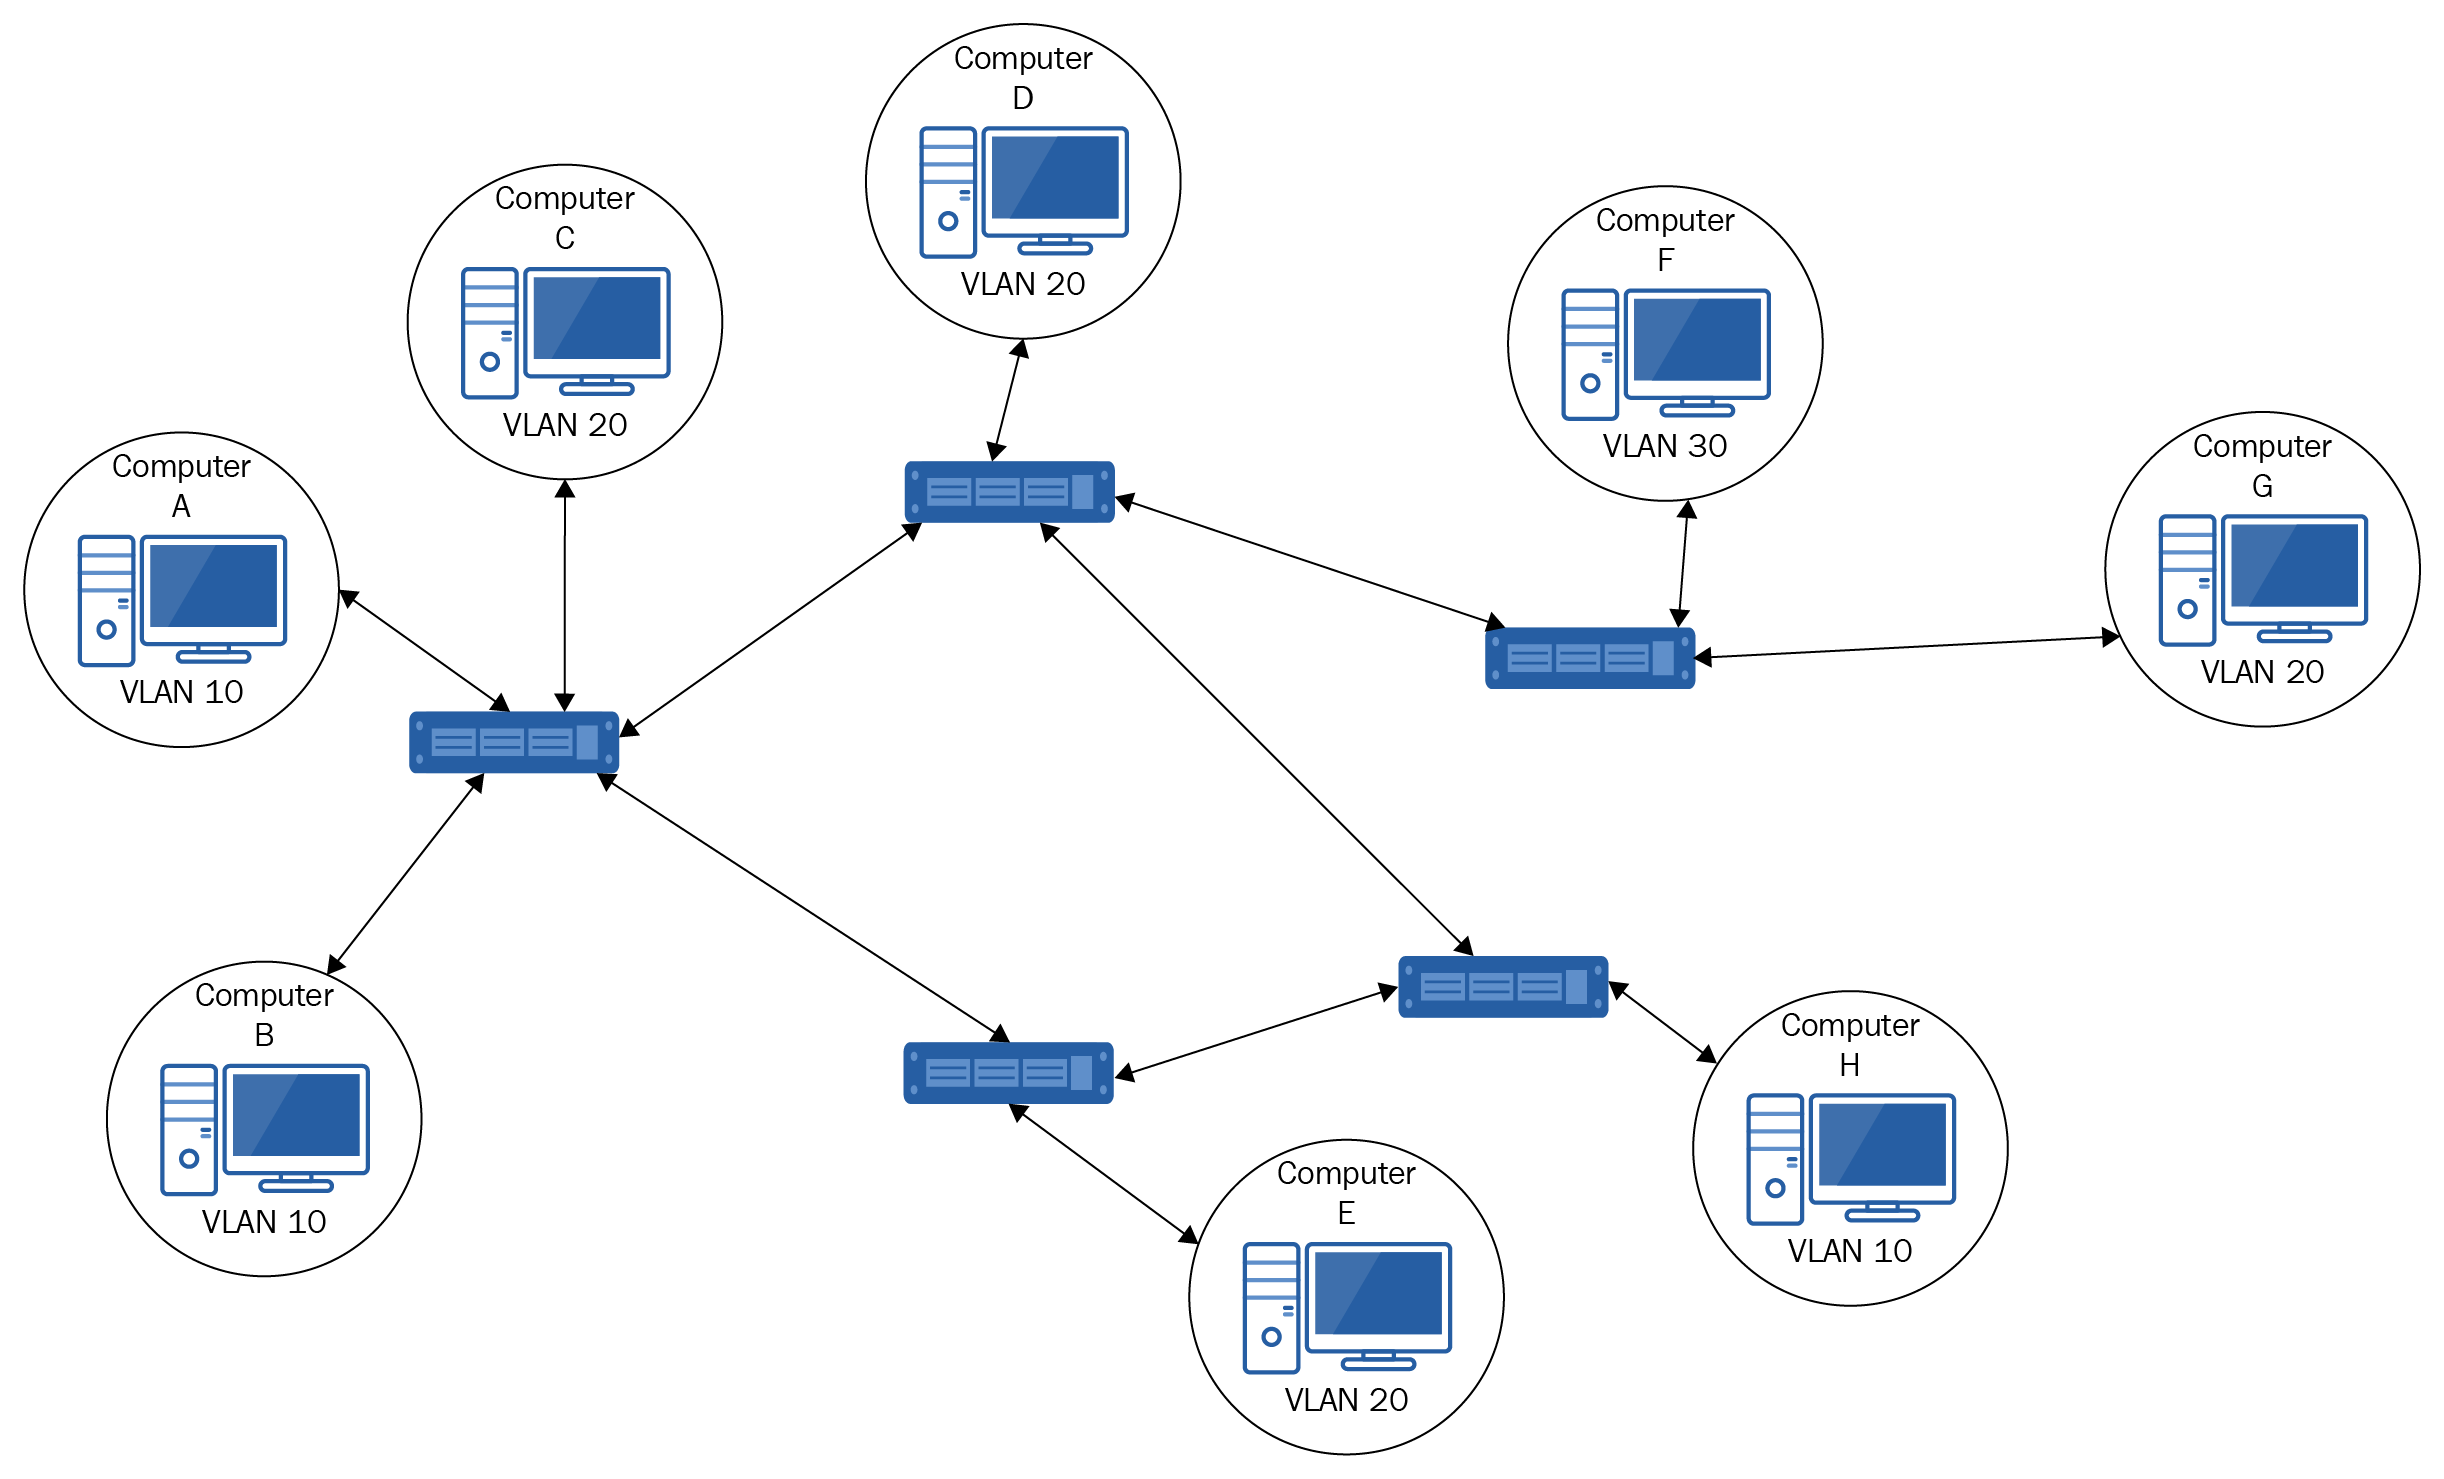 Computer
D
VLAN 20
Computer
C
VLAN 20
Computer
F
VLAN 30
Computer
A
VLAN 10
Computer
G
VLAN 20
Computer
B
VLAN 10
Computer
H
VLAN 10
Computer
E
VLAN 20